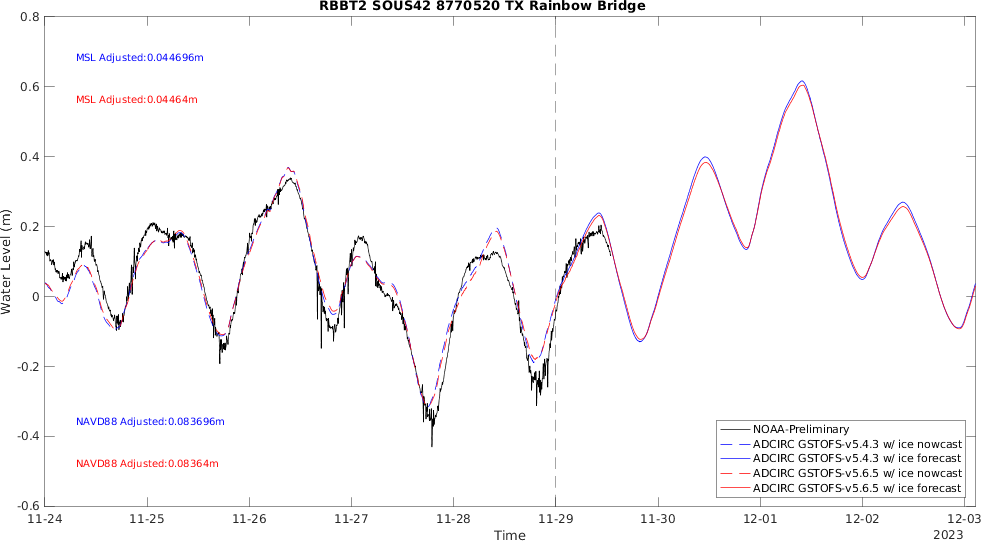 RBBT2 SOUS42 8770520 TX Rainbow Bridge
0.8
0.6
0.4
0.2
0
-0.2
-0.4
-0.6
Water Level (m)
MSL Adjusted:0.044696m
MSL Adjusted:0.04464m
NAVD88 Adjusted:0.083696m
NAVD88 Adjusted:0.08364m
NOAA-Preliminary
ADCIRC GSTOFS-v5.4.3 w/ ice nowcast
ADCIRC GSTOFS-v5.4.3 w/ ice forecast
ADCIRC GSTOFS-v5.6.5 w/ ice nowcast
ADCIRC GSTOFS-v5.6.5 w/ ice forecast
11-24 11-25 11-26 11-27 11-28 11-29 11-30 12-01 12-02 12-03
Time
2023